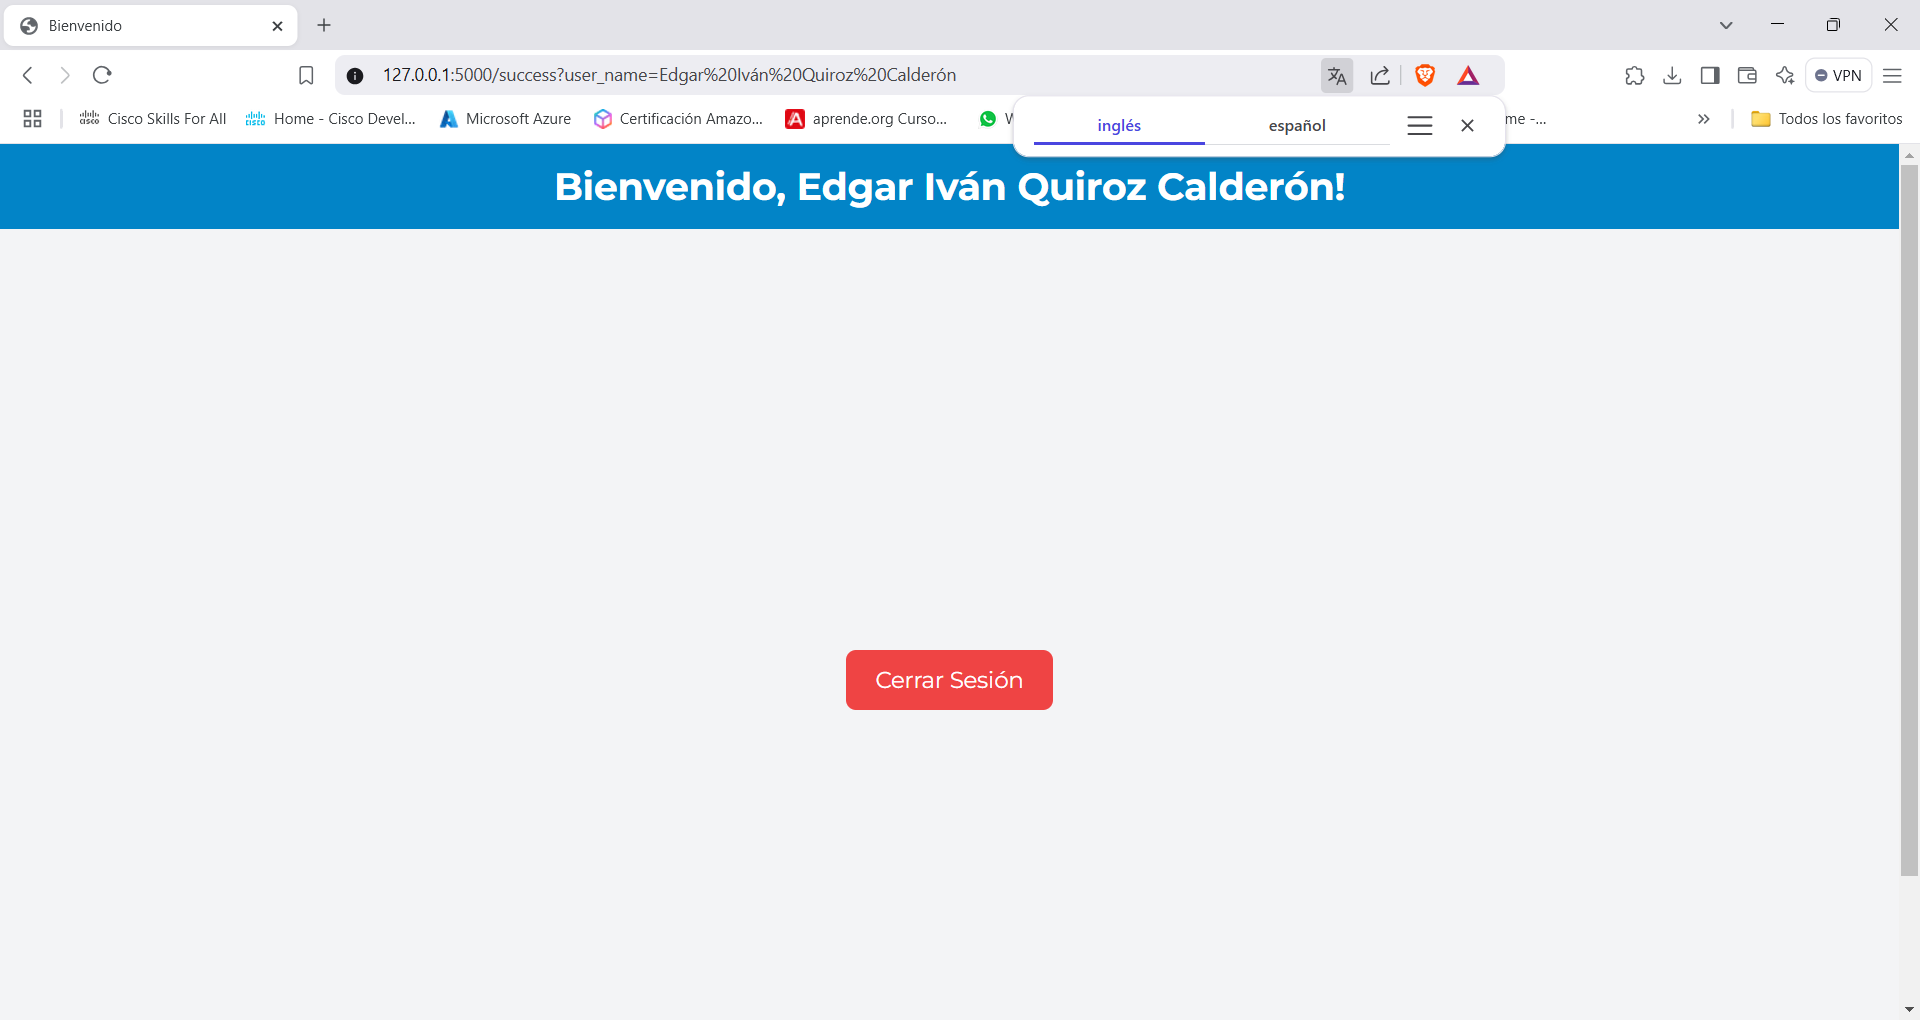 Bienvenido
127.0.0.1:5000/success?user_name=Edgar%20Iván%20Quiroz%20Calderón
VPN
Cisco Skills For All
Home - Cisco Devel...
Microsoft Azure
Certificación Amazo...
aprende.org Curso...
me -...
Todos los favoritos
inglés
español
Bienvenido, Edgar Iván Quiroz Calderón!
Cerrar Sesión